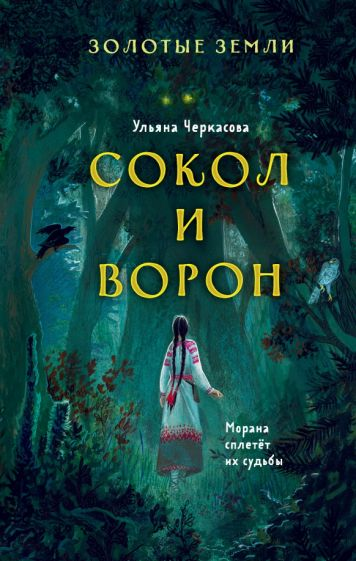 ЗОЛОТЫЕ ЗЕМЛИ
Ульяна Черкасова
СОКОЛ
И
ВОРОН
Морана
сплетёт
их судьбы